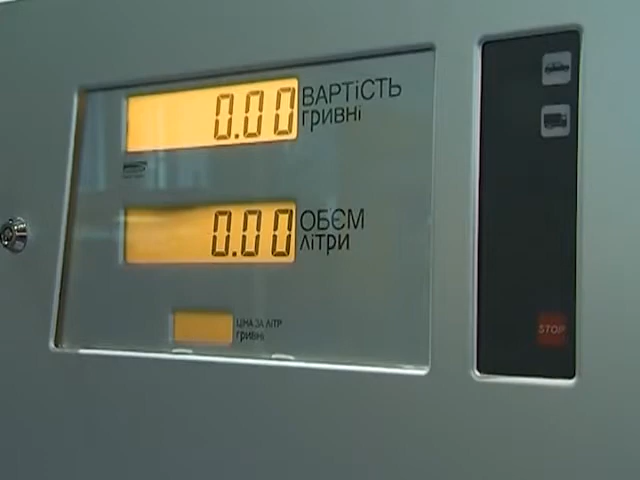 0.00
ВАРТІСТЬ
гривні
0.00
ОБЄМ
літри
ЦІНА ЗА ЛІТР
гривні
STOP